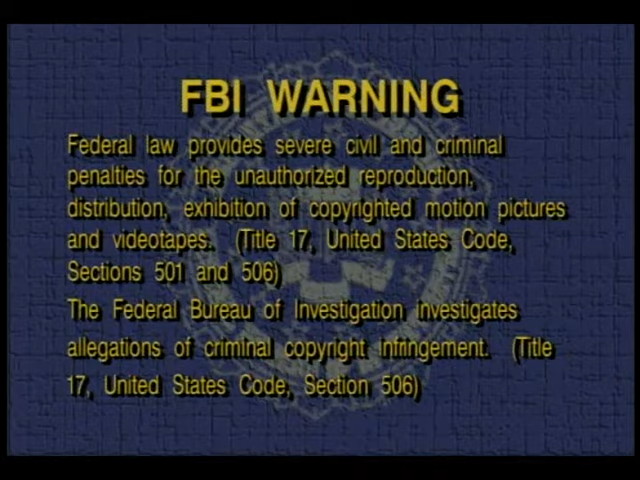 FBI WARNING
Federal law provides severe civil and criminal
penalties for the unauthorized reproduction,
distribution, exhibition of copyrighted motion pictures
and videotapes. (Title 17, United States Code,
Sections 501 and 506)
The Federal Bureau of Investigation investigates
allegations of criminal copyright infringement. (Title
17, United States Code, Section 506)